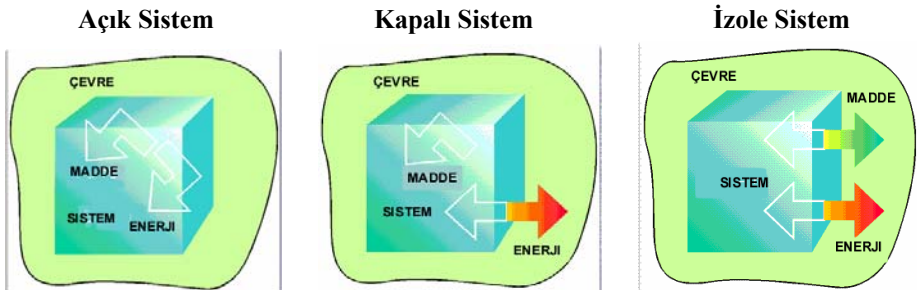 Açık Sistem
Kapalı Sistem
İzole Sistem
ÇEVRE
MADDE
SISTEM
ENERJI
ÇEVRE
MADDE
SISTEM
ENERJI
ÇEVRE
MADDE
SISTEM
ENERJI